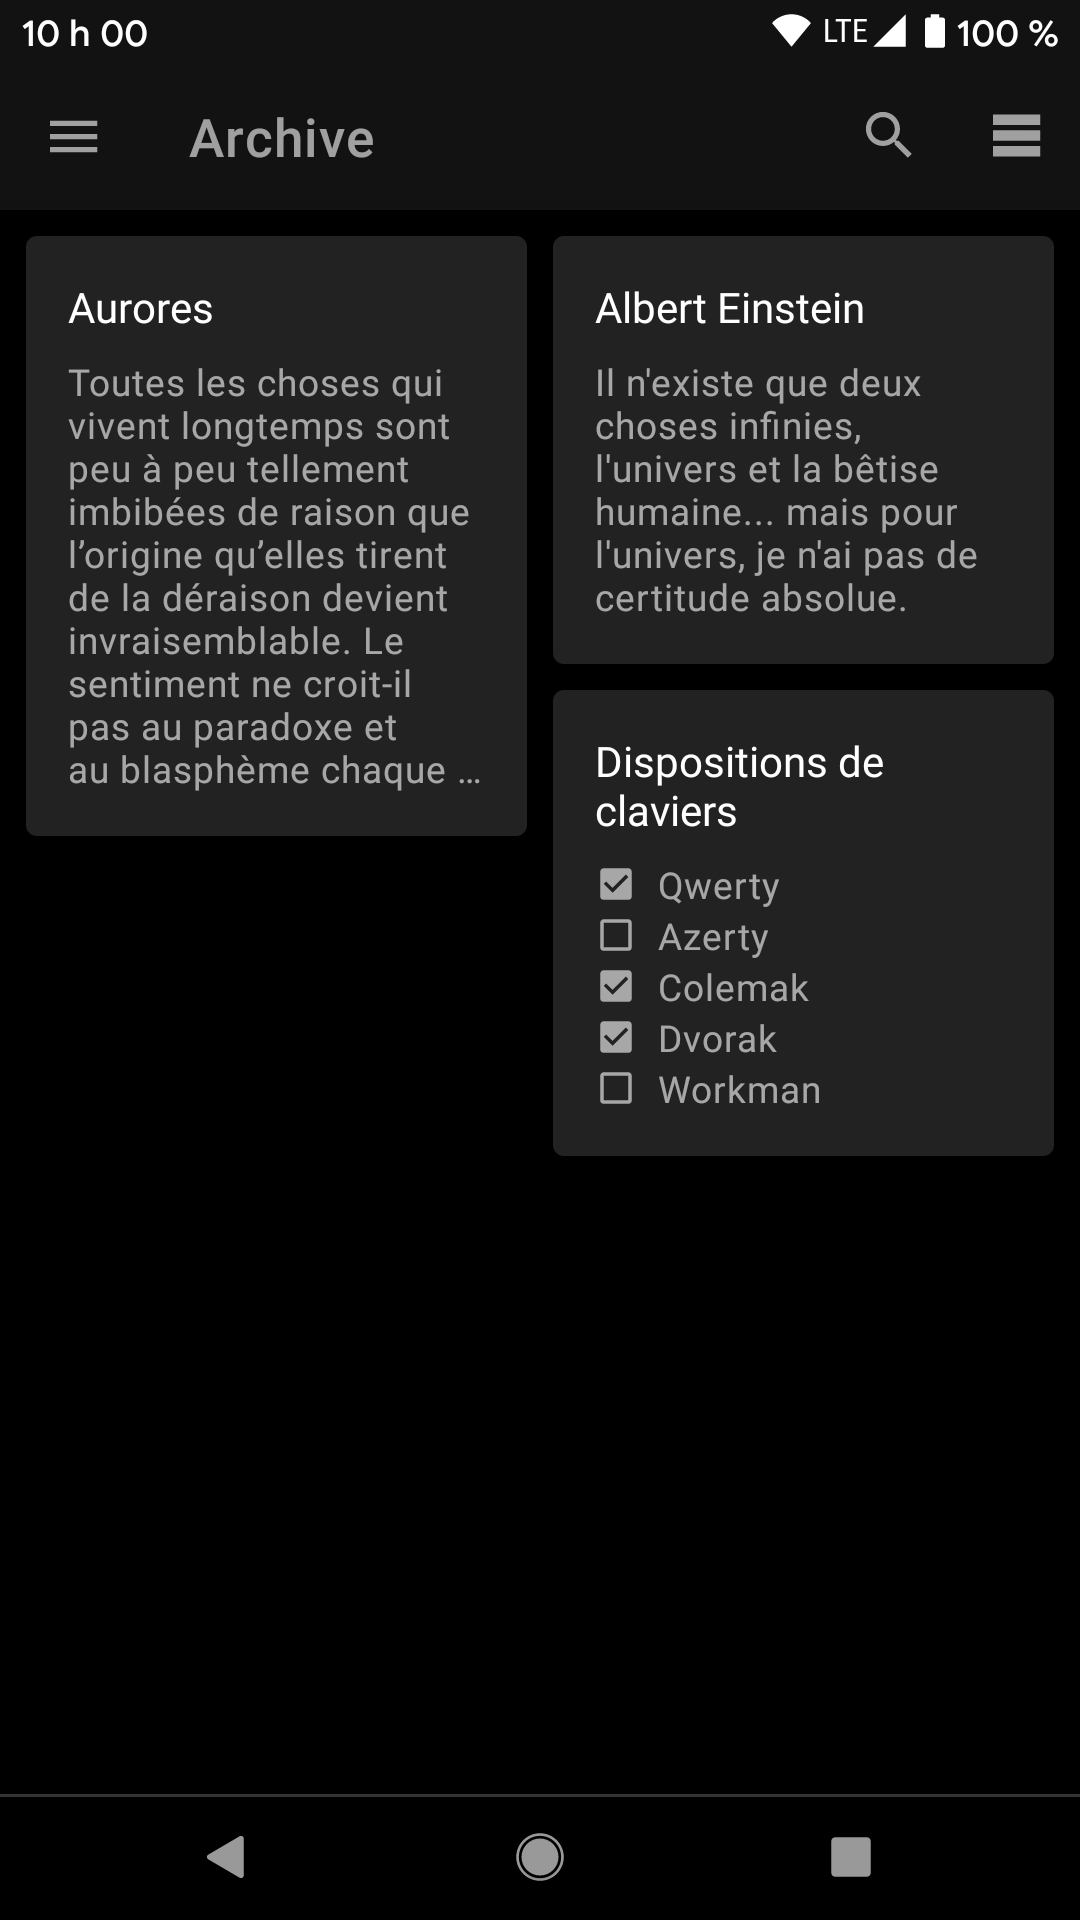 10 h 00 LTE 100 %
Archive
Aurores
Toutes les choses qui
vivent longtemps sont
peu à peu tellement
imbibées de raison que
l’origine qu’elles tirent
de la déraison devient
invraisemblable. Le
sentiment ne croit-il
pas au paradoxe et
au blasphème chaque …
Albert Einstein
Il n'existe que deux
choses infinies,
l'univers et la bêtise
humaine... mais pour
l'univers, je n'ai pas de
certitude absolue.
Dispositions de
claviers
Qwerty
Azerty
Colemak
Dvorak
Workman